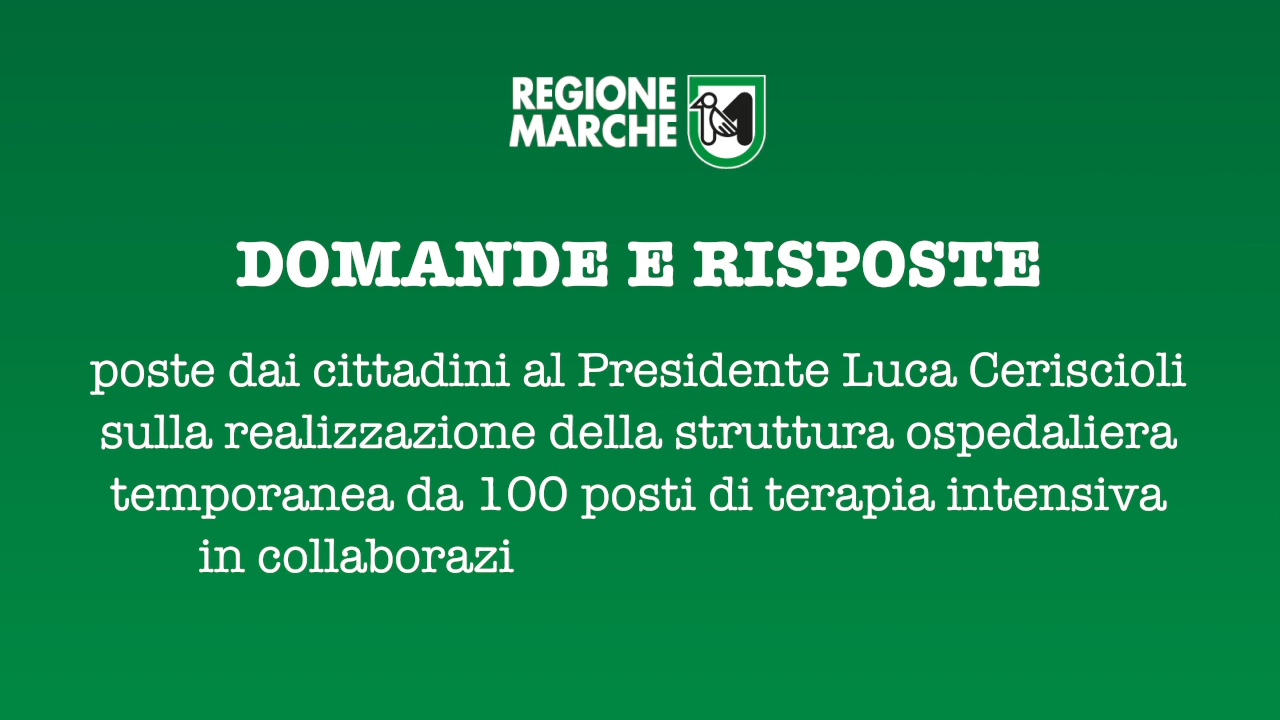 REGIONE
MARCHE
DOMANDE E RISPOSTE
poste dai cittadini al Presidente Luca Ceriscioli
sulla realizzazione della struttura ospedaliera
temporanea da 100 posti di terapia intensiva
in collaborazi